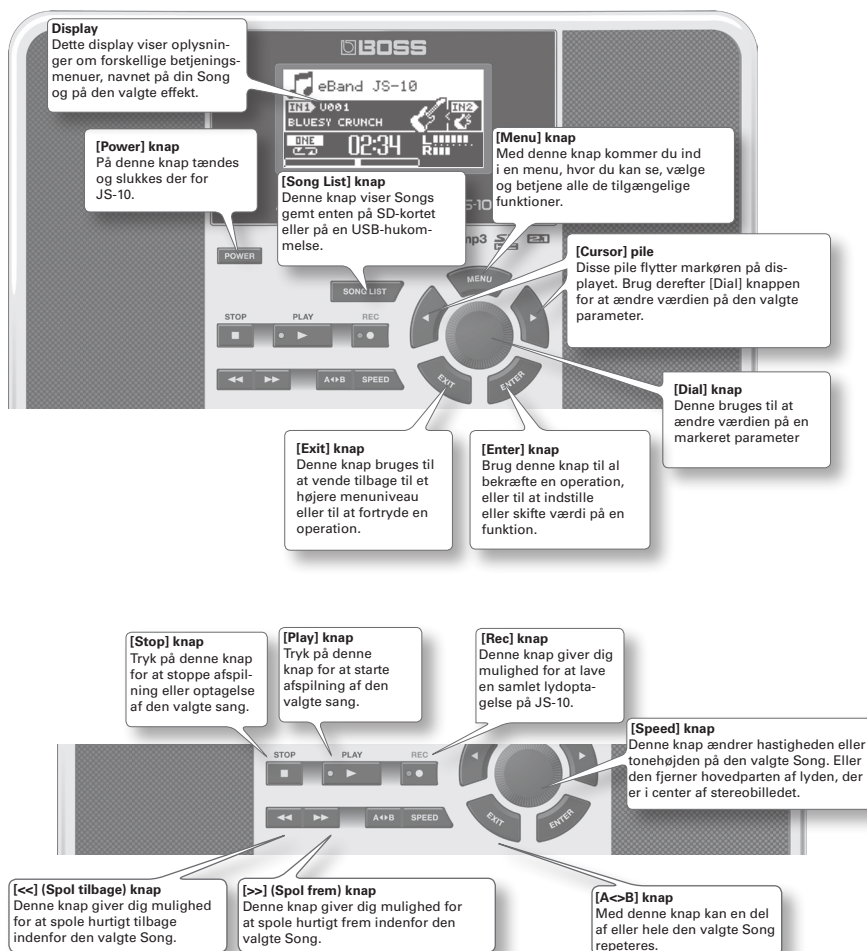 Display
Dette display viser oplysnin-
ger om forskellige betjenings-
menuer, navnet på din Song
og på den valgte effekt.
BOSS
eBand JS-10
IN1 U001 IN2
BLUESY CRUNCH
ONE 02:34 L
R
[Power] knap
På denne knap tændes
og slukkes der for
JS-10.
[Song List] knap
Denne knap viser Songs
gemt enten på SD-kortet
eller på en USB-hukom-
melse.
[Menu] knap
Med denne knap kommer du ind
i en menu, hvor du kan se, vælge
og betjene alle de tilgængelige
funktioner.
[Cursor] pile
Disse pile flytter markøren på dis-
playet. Brug derefter [Dial] knappen
for at ændre værdien på den valgte
parameter.
POWER
SONG LIST
MENU
STOP PLAY REC
A<>B SPEED
EXIT
ENTER
[Dial] knap
Denne bruges til at
ændre værdien på en
markeret parameter
[Exit] knap
Denne knap bruges til
at vende tilbage til et
højere menuniveau
eller til at fortryde en
operation.
[Enter] knap
Brug denne knap til al
bekræfte en operation,
eller til at indstille
eller skifte værdi på en
funktion.
[Stop] knap
Tryk på denne knap
for at stoppe afspil-
ning eller optagelse
af den valgte sang.
[Play] knap
Tryk på denne
knap for at starte
afspilning af den
valgte sang.
[Rec] knap
Denne knap giver dig
mulighed for at lave
en samlet lydopta-
gelse på JS-10.
[Speed] knap
Denne knap ændrer hastigheden eller
tonehøjden på den valgte Song. Eller
den fjerner hovedparten af lyden, der
er i center af stereobilledet.
STOP PLAY REC
A<>B SPEED
EXIT
ENTER
[<<] (Spol tilbage) knap
Denne knap giver dig mulighed
for at spole hurtigt tilbage
indenfor den valgte Song.
[>>] (Spol frem) knap
Denne knap giver dig mulighed for
at spole hurtigt frem indenfor den
valgte Song.
[A<>B] knap
Med denne knap kan en del
af eller hele den valgte Song
repeteres.